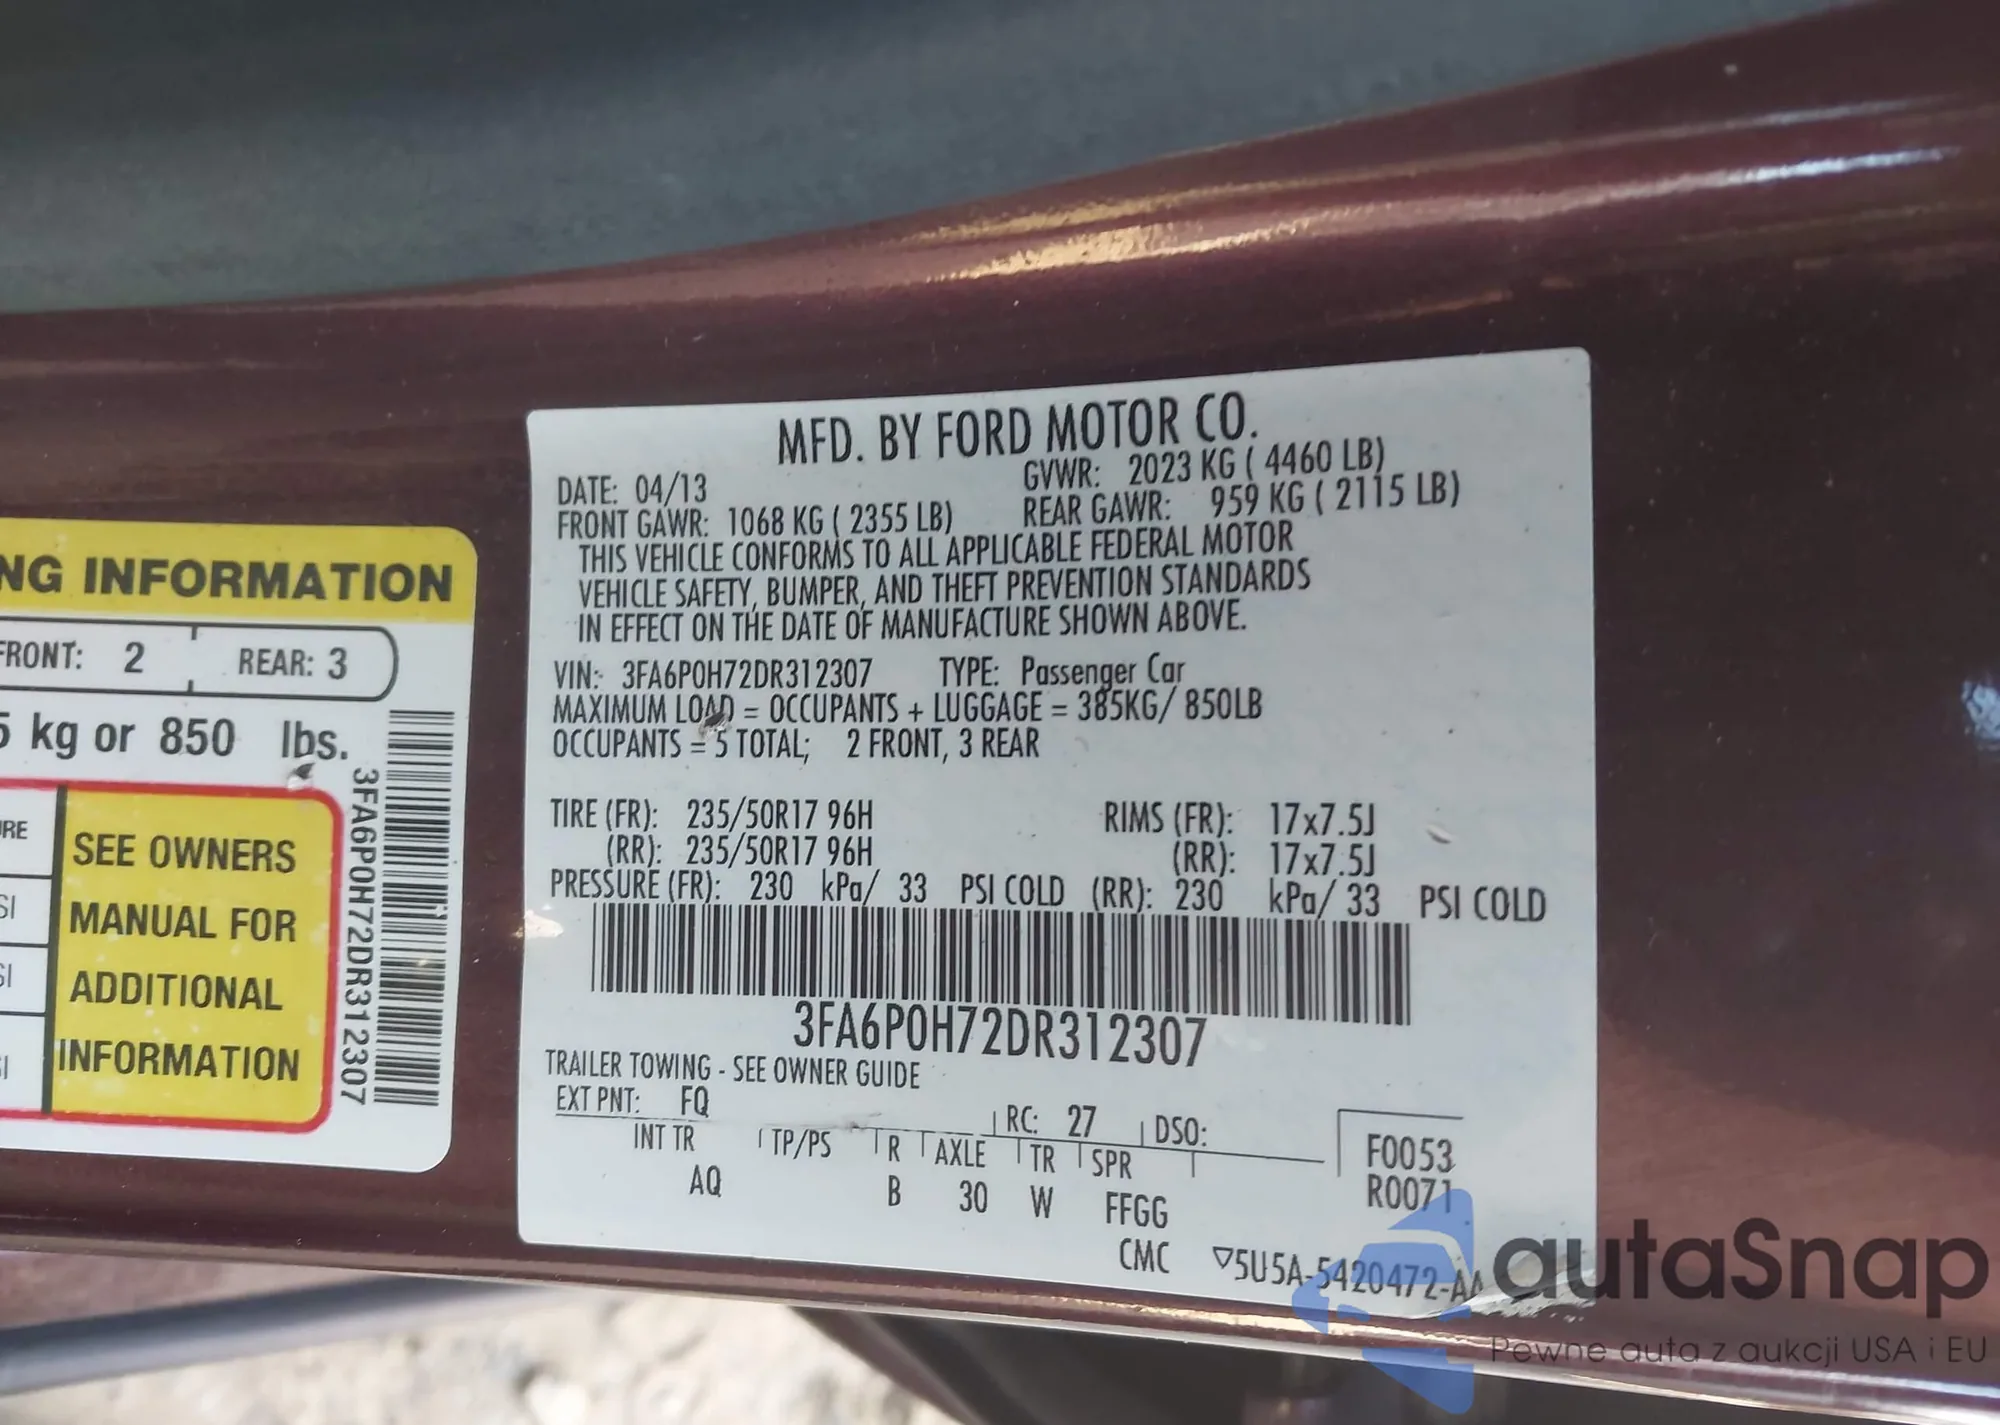 NG INFORMATION
FRONT: 2 REAR: 3
5 kg or 850 lbs.
SEE OWNERS
MANUAL FOR
ADDITIONAL
INFORMATION
3FA6P0H72DR312307
MFD. BY FORD MOTOR CO.
DATE: 04/13 GVWR: 2023 KG ( 4460 LB)
FRONT GAWR: 1068 KG ( 2355 LB) REAR GAWR: 959 KG ( 2115 LB)
THIS VEHICLE CONFORMS TO ALL APPLICABLE FEDERAL MOTOR
VEHICLE SAFETY, BUMPER, AND THEFT PREVENTION STANDARDS
IN EFFECT ON THE DATE OF MANUFACTURE SHOWN ABOVE.
VIN: 3FA6P0H72DR312307 TYPE: Passenger Car
MAXIMUM LOAD = OCCUPANTS + LUGGAGE = 385KG/ 850LB
OCCUPANTS = 5 TOTAL; 2 FRONT, 3 REAR
TIRE (FR): 235/50R17 96H RIMS (FR): 17x7.5J
(RR): 235/50R17 96H (RR): 17x7.5J
PRESSURE (FR): 230 kPa/ 33 PSI COLD (RR): 230 kPa/ 33 PSI COLD
3FA6P0H72DR312307
TRAILER TOWING - SEE OWNER GUIDE
EXT PNT: FQ RC: 27 DSO:
INT TR TP/PS R AXLE TR SPR
AQ B 30 W FFGG
F0053
R0071
CMC ▽5U5A-5420472-AA
autaSnap
Pewne auta z aukcji USA i EU